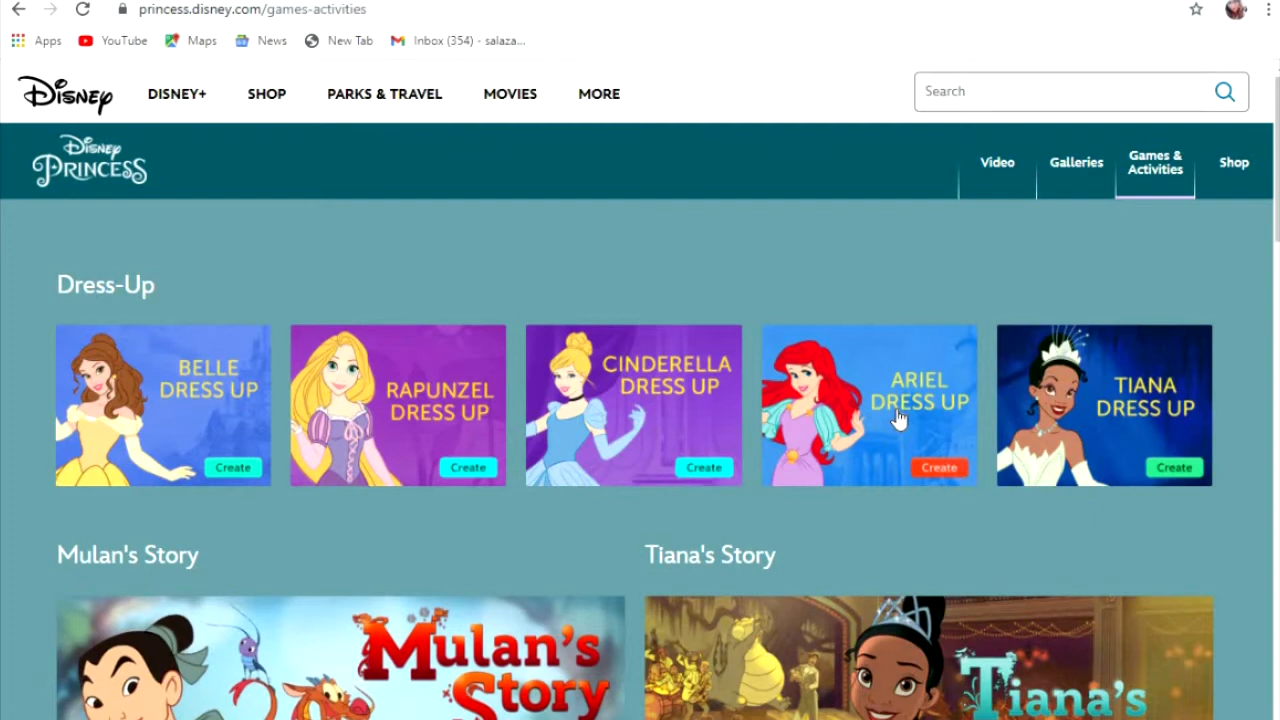 princess.disney.com/games-activities
Apps YouTube Maps News New Tab Inbox (354) - salaza...
Disney DISNEY+ SHOP PARKS & TRAVEL MOVIES MORE Search
Disney
PRINCESS
Video Galleries Games &
Activities Shop
Dress-Up
BELLE
DRESS UP
Create
RAPUNZEL
DRESS UP
Create
CINDERELLA
DRESS UP
Create
ARIEL
DRESS UP
Create
TIANA
DRESS UP
Create
Mulan's Story
Tiana's Story
Mulan's
Story
Tiana's